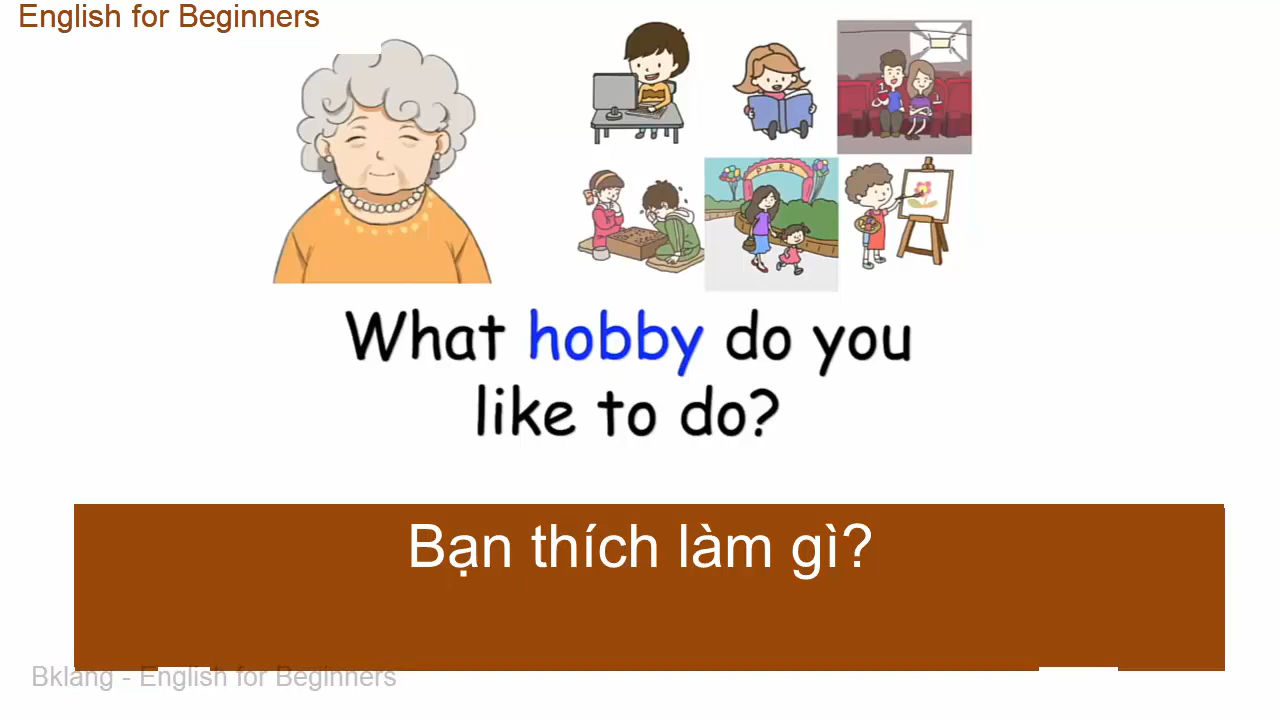 English for Beginners
PARK
What hobby do you
like to do?
Bạn thích làm gì?
Bklang - English for Beginners